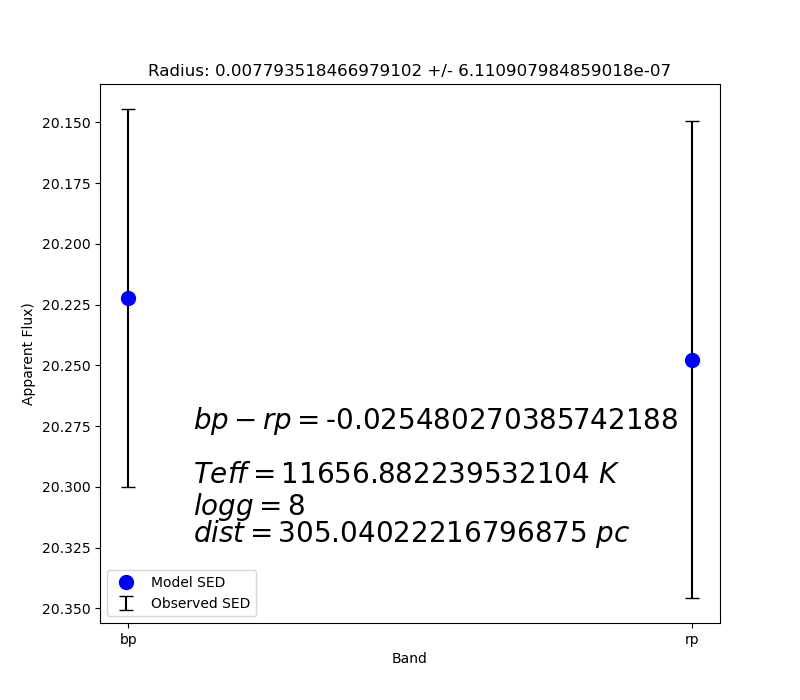 Radius: 0.007793518466979102 +/- 6.110907984859018e-07
20.150
20.175
20.200
20.225
20.250
20.275
20.300
20.325
20.350
Apparent Flux)
bp − rp = -0.025480270385742188
Teff = 11656.882239532104 K
logg = 8
dist = 305.04022216796875 pc
Model SED
Observed SED
bp
rp
Band